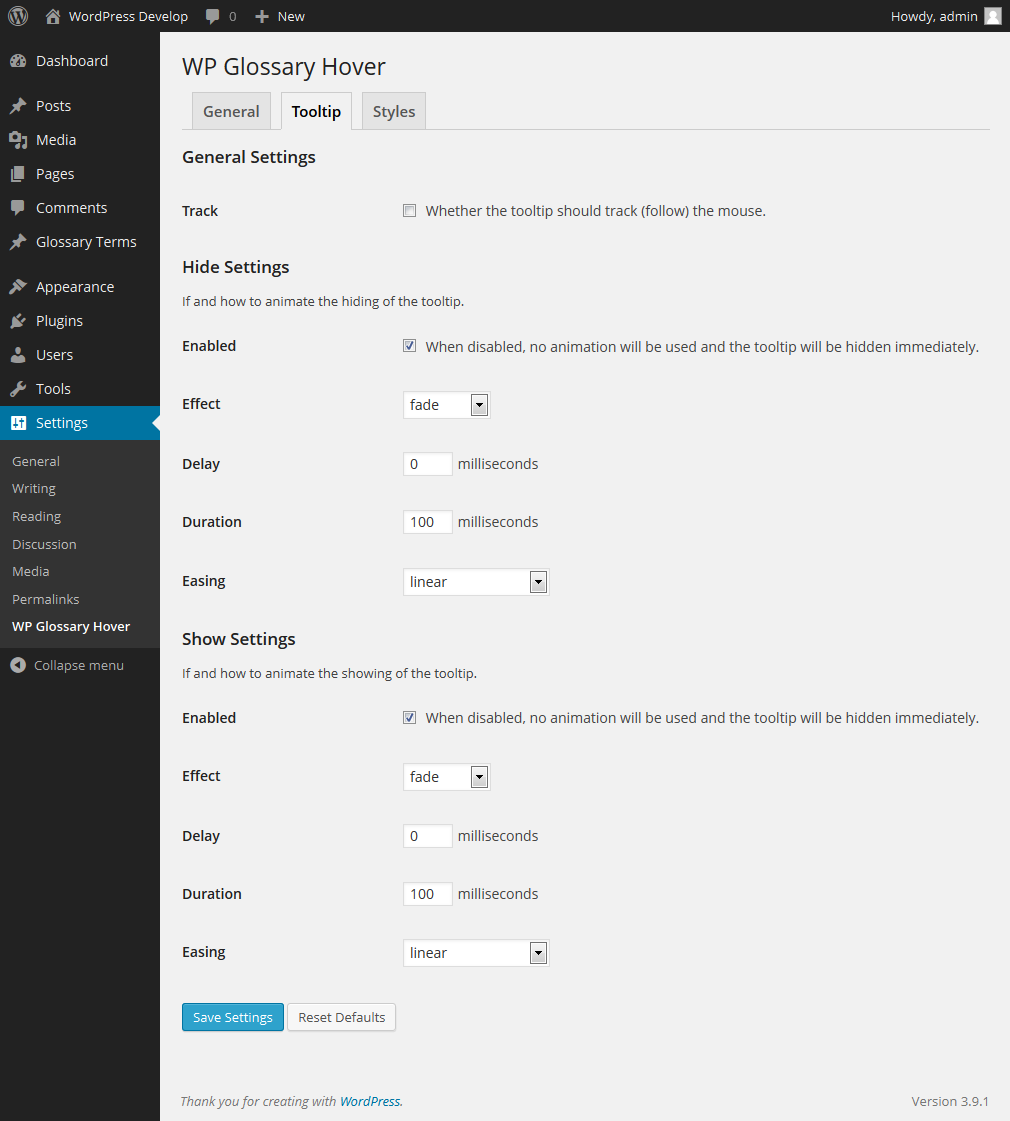 WordPress Develop 0 New Howdy, admin
Dashboard
Posts
Media
Pages
Comments
Glossary Terms
Appearance
Plugins
Users
Tools
Settings
General
Writing
Reading
Discussion
Media
Permalinks
WP Glossary Hover
Collapse menu
WP Glossary Hover
General Tooltip Styles
General Settings
Track Whether the tooltip should track (follow) the mouse.
Hide Settings
If and how to animate the hiding of the tooltip.
Enabled When disabled, no animation will be used and the tooltip will be hidden immediately.
Effect fade
Delay 0 milliseconds
Duration 100 milliseconds
Easing linear
Show Settings
If and how to animate the showing of the tooltip.
Enabled When disabled, no animation will be used and the tooltip will be hidden immediately.
Effect fade
Delay 0 milliseconds
Duration 100 milliseconds
Easing linear
Save Settings Reset Defaults
Thank you for creating with WordPress. Version 3.9.1